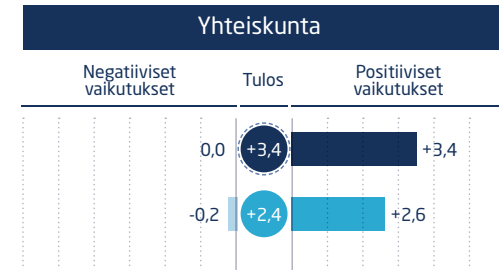 Yhteiskunta
Negatiiviset
vaikutukset
Tulos
Positiiviset
vaikutukset
0,0 +3,4 +3,4
-0,2 +2,4 +2,6